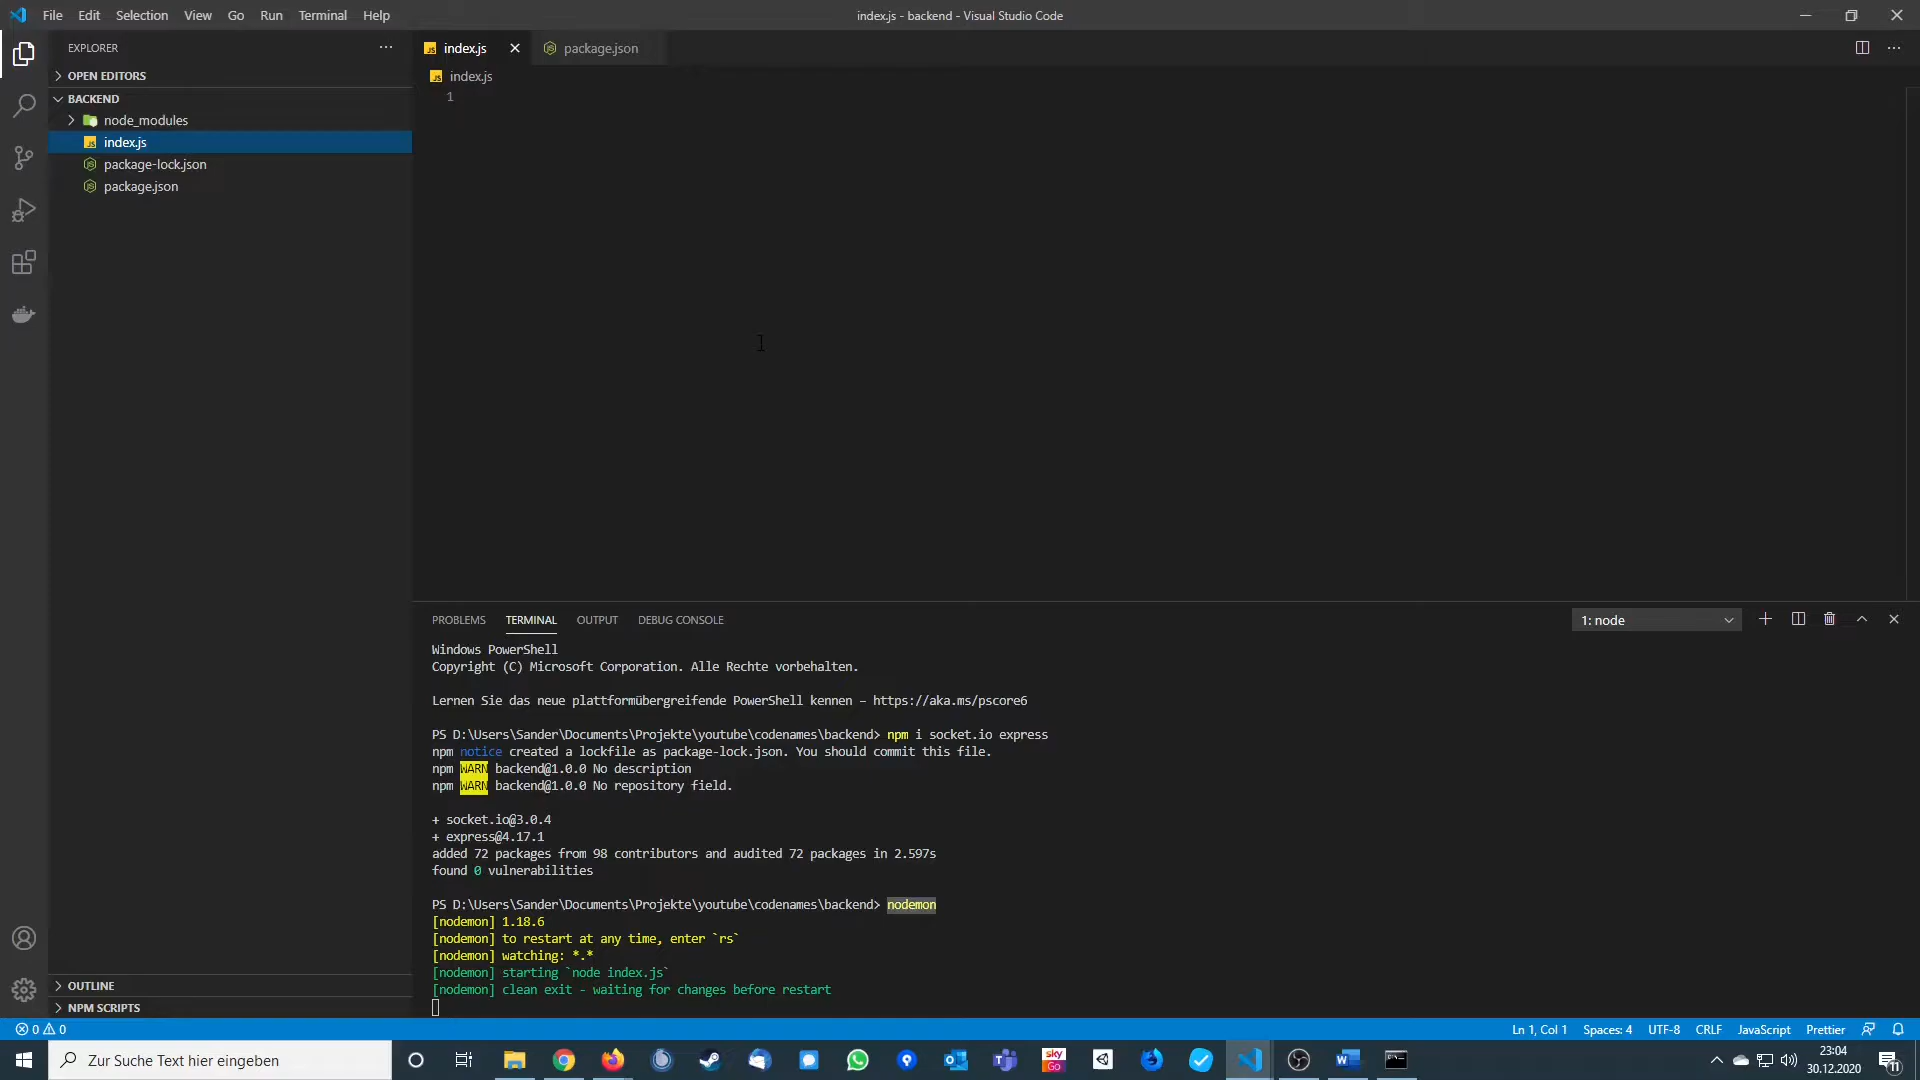 File Edit Selection View Go Run Terminal Help
index.js - backend - Visual Studio Code
EXPLORER
OPEN EDITORS
BACKEND
node_modules
JS index.js
package-lock.json
package.json
JS index.js
package.json
JS index.js
1
PROBLEMS TERMINAL OUTPUT DEBUG CONSOLE
1: node
Windows PowerShell
Copyright (C) Microsoft Corporation. Alle Rechte vorbehalten.
Lernen Sie das neue plattformübergreifende PowerShell kennen – https://aka.ms/pscore6
PS D:\Users\Sander\Documents\Projekte\youtube\codenames\backend> npm i socket.io express
npm notice created a lockfile as package-lock.json. You should commit this file.
npm WARN backend@1.0.0 No description
npm WARN backend@1.0.0 No repository field.
+ socket.io@3.0.4
+ express@4.17.1
added 72 packages from 98 contributors and audited 72 packages in 2.597s
found 0 vulnerabilities
PS D:\Users\Sander\Documents\Projekte\youtube\codenames\backend> nodemon
[nodemon] 1.18.6
[nodemon] to restart at any time, enter `rs`
[nodemon] watching: *.*
[nodemon] starting `node index.js`
[nodemon] clean exit - waiting for changes before restart
OUTLINE
NPM SCRIPTS
0 0
Ln 1, Col 1 Spaces: 4 UTF-8 CRLF JavaScript Prettier
Zur Suche Text hier eingeben
sky Go
23:04
30.12.2020
11